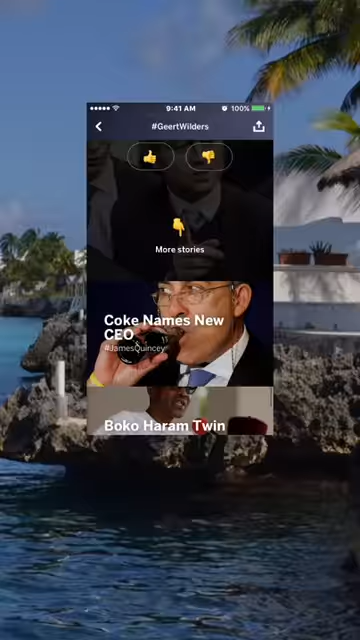 9:41 AM
100%
#GeertWilders
More stories
Coke Names New
CEO
#JamesQuincey
Boko Haram Twin